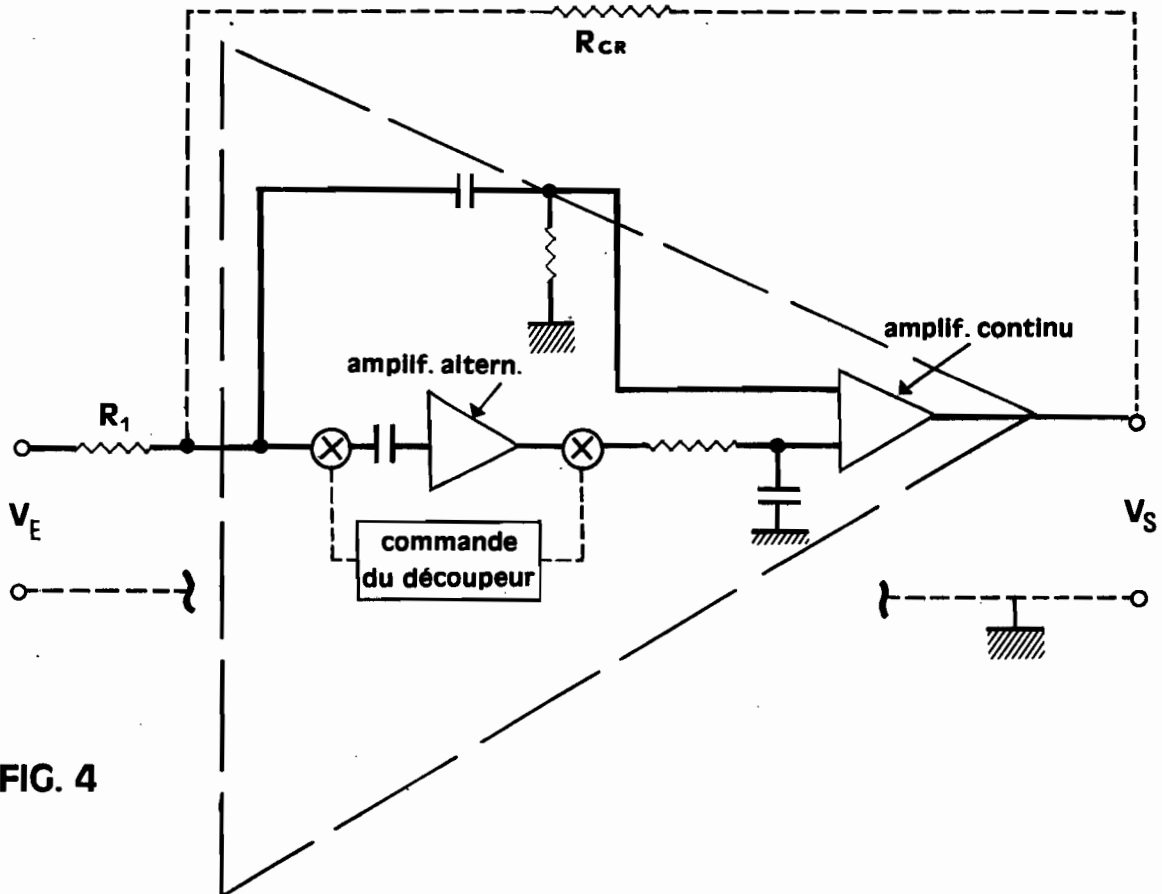 RCR
amplif. continu
amplif. altern.
R1
VE
commande
du découpeur
VS
FIG. 4